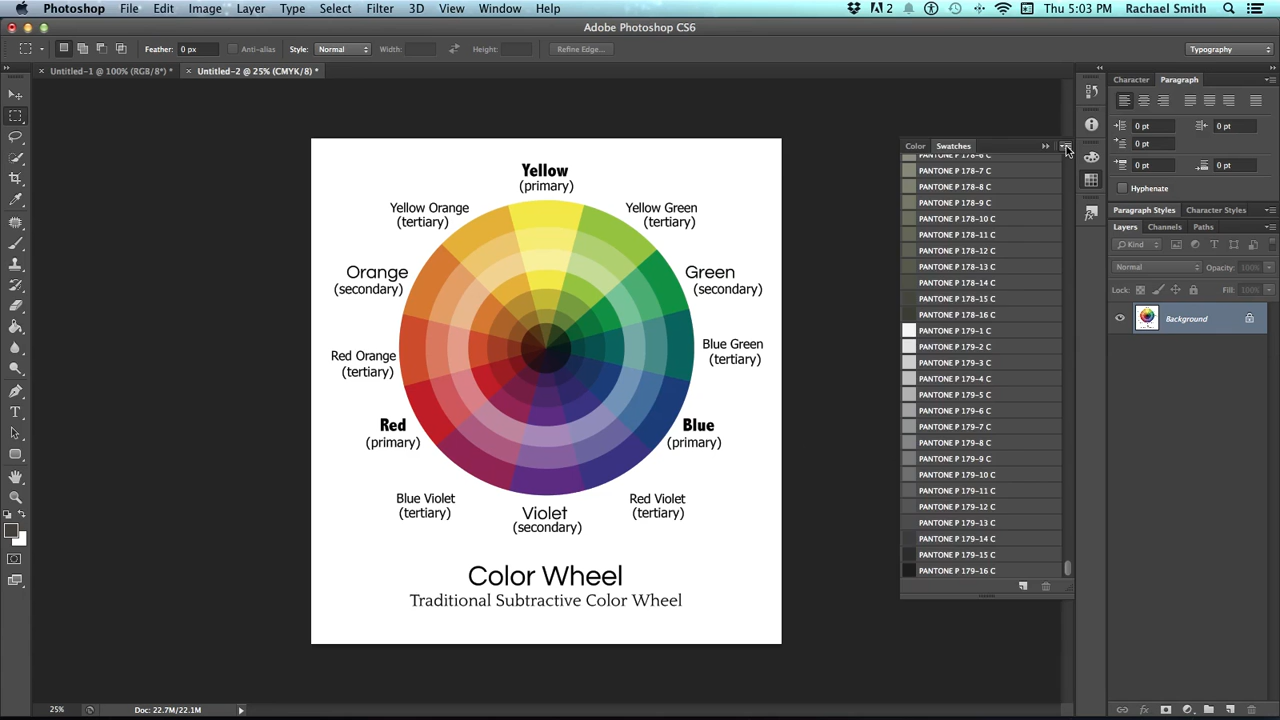 Photoshop File Edit Image Layer Type Select Filter 3D View Window Help 2 Thu 5:03 PM Rachael Smith
Adobe Photoshop CS6
Feather: 0 px Anti-alias Style: Normal Width: Height: Refine Edge... Typography
× Untitled-1 @ 100% (RGB/8*) * × Untitled-2 @ 25% (CMYK/8) *
Character Paragraph
0 pt 0 pt
0 pt
0 pt 0 pt
Hyphenate
Paragraph Styles Character Styles
Layers Channels Paths
Kind
Normal Opacity: 100%
Lock: Fill: 100%
Background
Color Swatches
PANTONE P 178-6 C
PANTONE P 178-7 C
PANTONE P 178-8 C
PANTONE P 178-9 C
PANTONE P 178-10 C
PANTONE P 178-11 C
PANTONE P 178-12 C
PANTONE P 178-13 C
PANTONE P 178-14 C
PANTONE P 178-15 C
PANTONE P 178-16 C
PANTONE P 179-1 C
PANTONE P 179-2 C
PANTONE P 179-3 C
PANTONE P 179-4 C
PANTONE P 179-5 C
PANTONE P 179-6 C
PANTONE P 179-7 C
PANTONE P 179-8 C
PANTONE P 179-9 C
PANTONE P 179-10 C
PANTONE P 179-11 C
PANTONE P 179-12 C
PANTONE P 179-13 C
PANTONE P 179-14 C
PANTONE P 179-15 C
PANTONE P 179-16 C
Yellow
(primary)
Yellow Orange
(tertiary)
Yellow Green
(tertiary)
Orange
(secondary)
Green
(secondary)
Red Orange
(tertiary)
Blue Green
(tertiary)
Red
(primary)
Blue
(primary)
Blue Violet
(tertiary)
Red Violet
(tertiary)
Violet
(secondary)
Color Wheel
Traditional Subtractive Color Wheel
25% Doc: 22.7M/22.1M